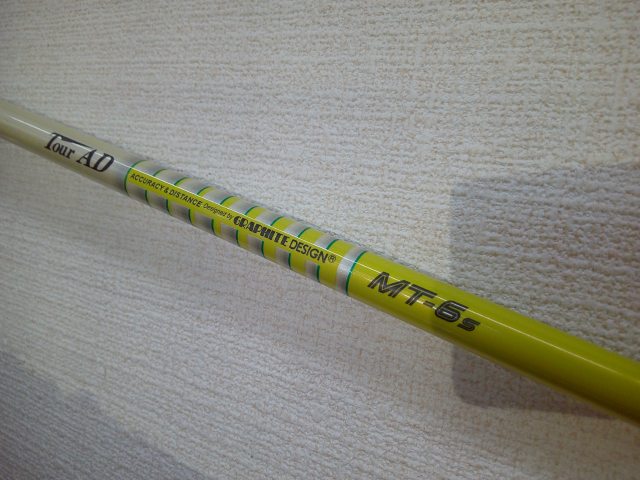 Tour AD
ACCURACY & DISTANCE Designed by GRAPHITE DESIGN®
MT-6s